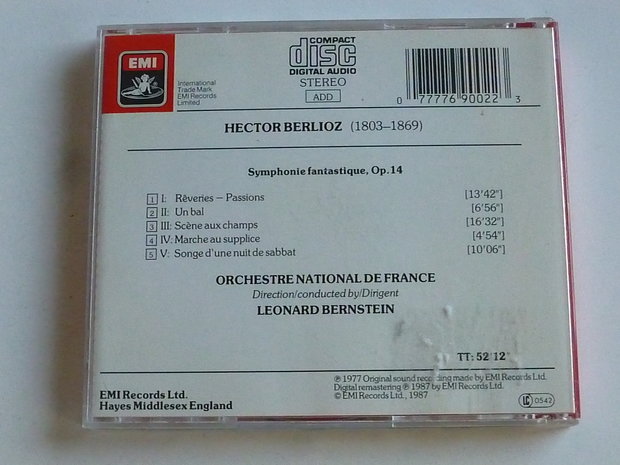 EMI
International
Trade Mark
EMI Records
Limited
COMPACT
disc
DIGITAL AUDIO
STEREO
ADD
0 77776 90022 3
HECTOR BERLIOZ (1803–1869)
Symphonie fantastique, Op.14
1 I: Rêveries – Passions [13'42"]
2 II: Un bal [6'56"]
3 III: Scène aux champs [16'32"]
4 IV: Marche au supplice [4'54"]
5 V: Songe d'une nuit de sabbat [10'06"]
ORCHESTRE NATIONAL DE FRANCE
Direction/conducted by/Dirigent
LEONARD BERNSTEIN
TT: 52'12"
℗ 1977 Original sound recording made by EMI Records Ltd.
Digital remastering ℗ 1987 by EMI Records Ltd.
© EMI Records Ltd., 1987
EMI Records Ltd.
Hayes Middlesex England
LC 0542